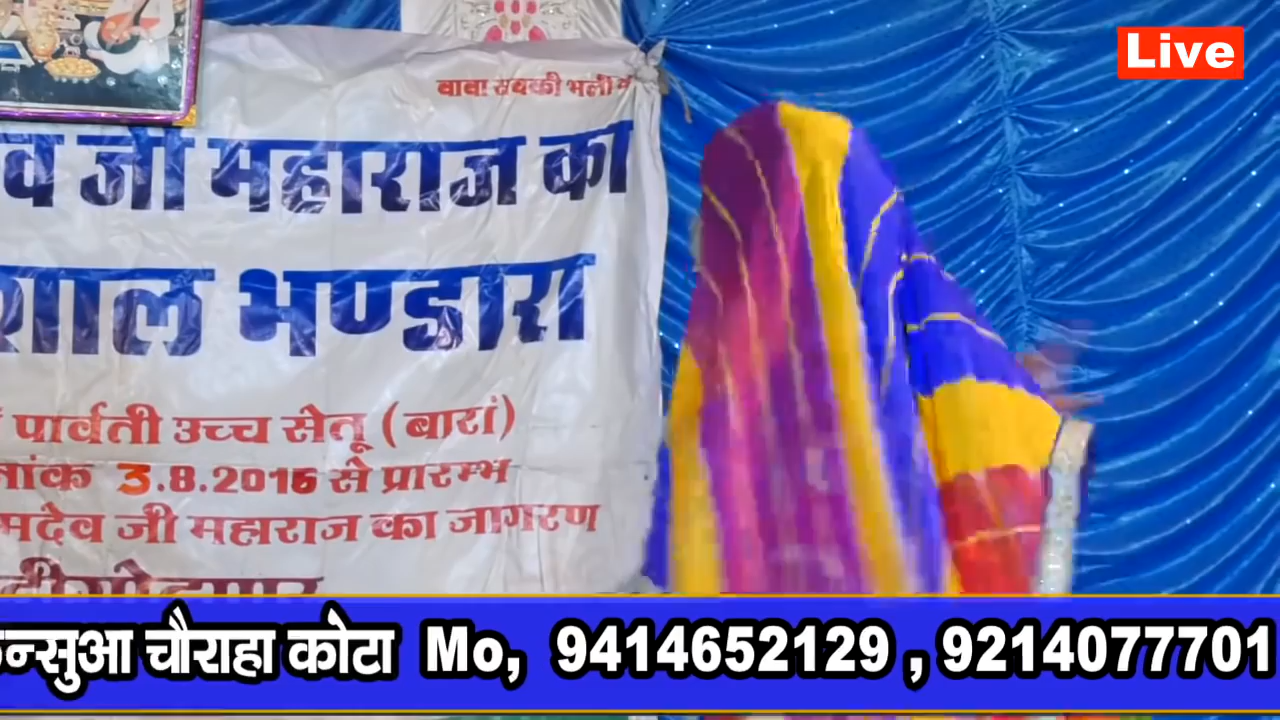 Live
बाबा सबकी भली
व जी महाराज का
शाल भण्डारा
पार्वती उच्च सेतू (बारां)
नांक 3.8.2016 से प्रारम्भ
मदेव जी महाराज का जागरण
न्सुआ चौराहा कोटा Mo, 9414652129 , 9214077701